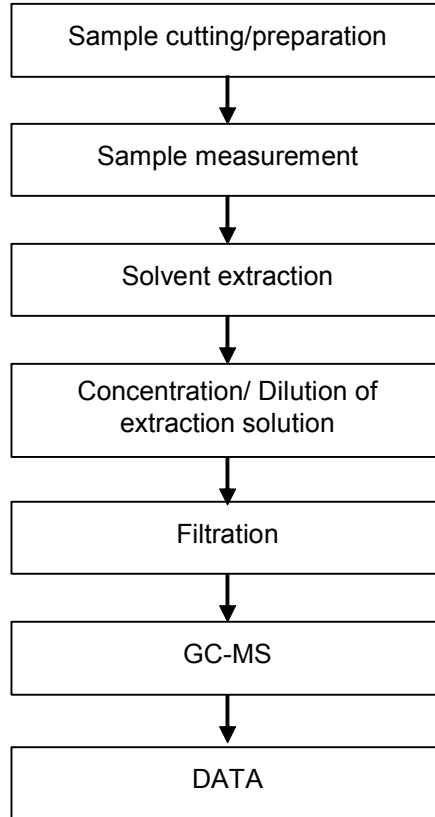 Sample cutting/preparation
Sample measurement
Solvent extraction
Concentration/ Dilution of
extraction solution
Filtration
GC-MS
DATA